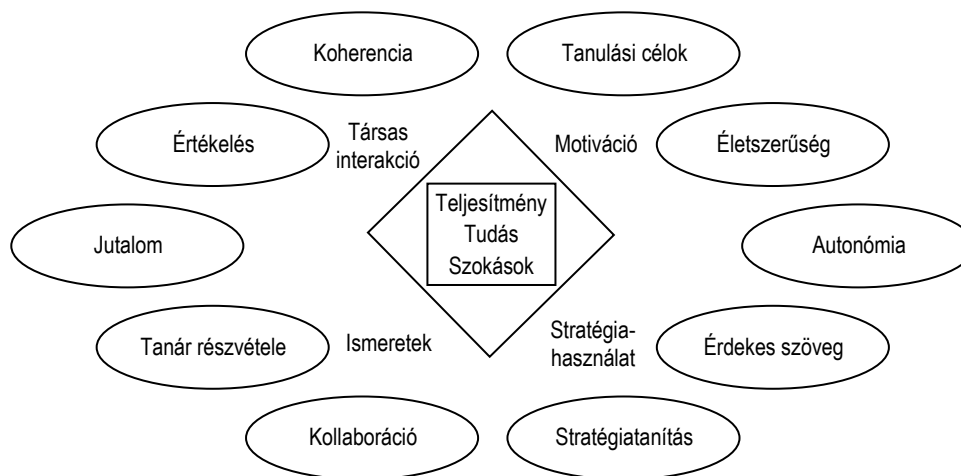 Koherencia
Tanulási célok
Értékelés
Társas
interakció
Motiváció
Életszerűség
Teljesítmény
Tudás
Szokások
Jutalom
Autonómia
Tanár részvétele
Ismeretek
Stratégia-
használat
Érdekes szöveg
Kollaboráció
Stratégiatanítás